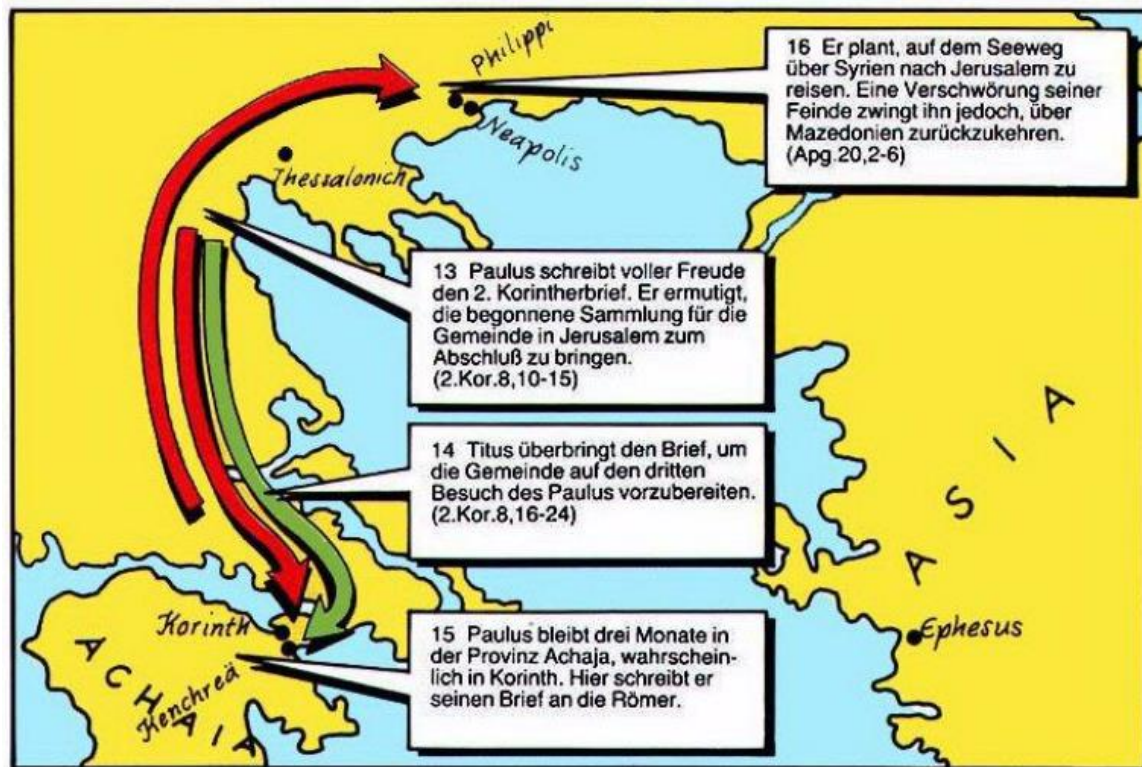 Philippi
Neapolis
Thessalonich
16 Er plant, auf dem Seeweg
über Syrien nach Jerusalem zu
reisen. Eine Verschwörung seiner
Feinde zwingt ihn jedoch, über
Mazedonien zurückzukehren.
(Apg.20,2-6)
13 Paulus schreibt voller Freude
den 2. Korintherbrief. Er ermutigt,
die begonnene Sammlung für die
Gemeinde in Jerusalem zum
Abschluß zu bringen.
(2.Kor.8,10-15)
14 Titus überbringt den Brief, um
die Gemeinde auf den dritten
Besuch des Paulus vorzubereiten.
(2.Kor.8,16-24)
ASIA
Ephesus
Korinth
Kenchreä
ACHAIA
15 Paulus bleibt drei Monate in
der Provinz Achaja, wahrschein-
lich in Korinth. Hier schreibt er
seinen Brief an die Römer.